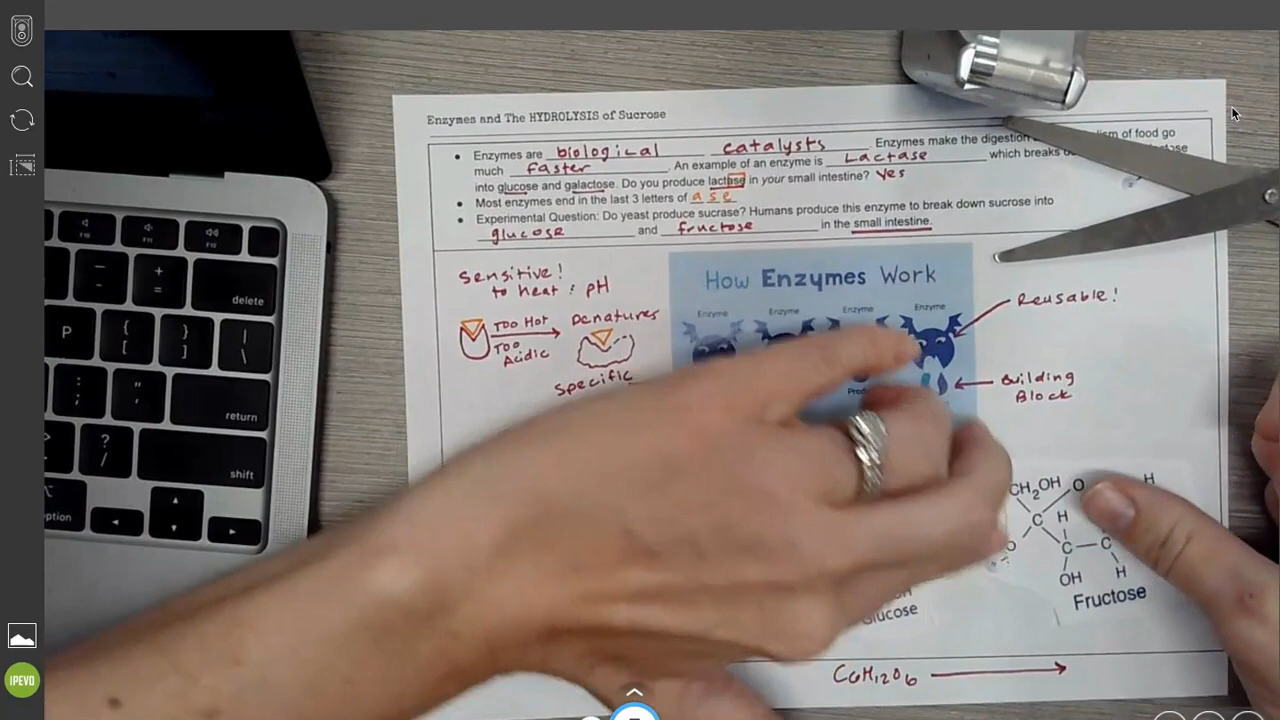 Enzymes and The HYDROLYSIS of Sucrose
• Enzymes are biological catalysts. Enzymes make the digestion of food go
much faster. An example of an enzyme is Lactase which breaks
into glucose and galactose. Do you produce lactase in your small intestine? Yes
• Most enzymes end in the last 3 letters of ase
• Experimental Question: Do yeast produce sucrase? Humans produce this enzyme to break down sucrose into
glucose and fructose in the small intestine.
Sensitive!
to heat & pH
Too Hot
Too
Acidic
Denatures
Specific
How Enzymes Work
Enzyme Enzyme Enzyme Enzyme
Reusable!
Building
Block
CH2OH O H
C H
C C
OH H
Fructose
Glucose
C6H12O6
delete
P
{ [
} ]
| \
: ;
" '
return
? /
shift
option
IPEVO